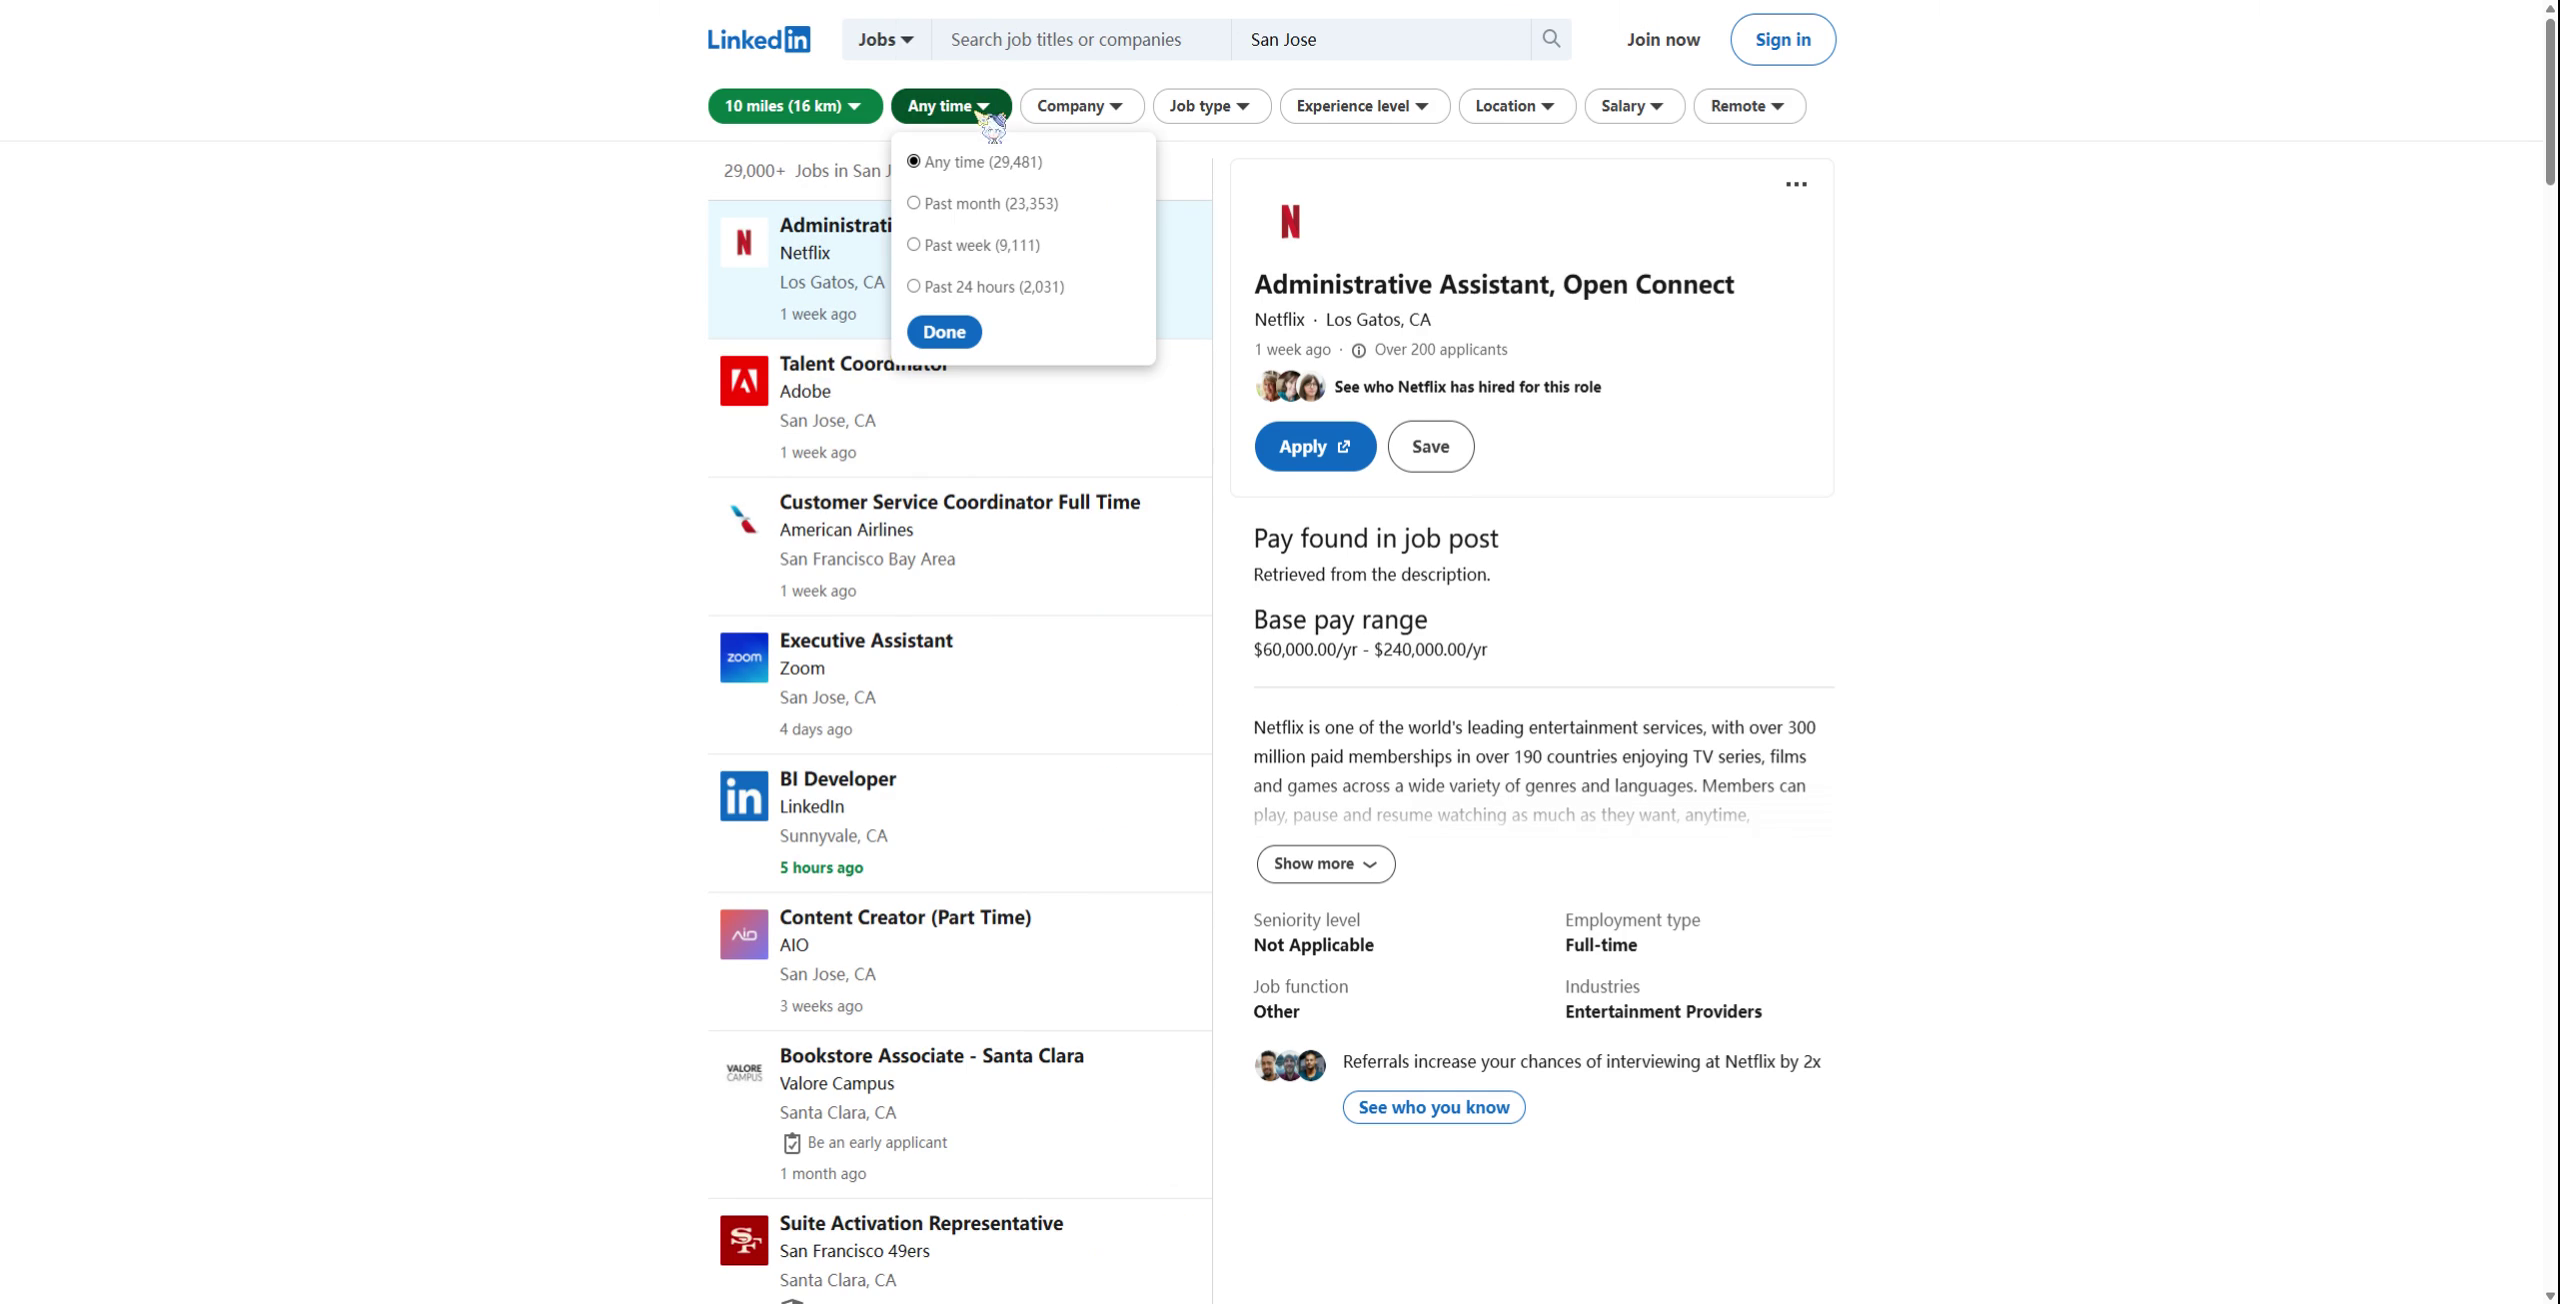 LinkedIn
Jobs
Search job titles or companies
San Jose
Join now
Sign in
10 miles (16 km)
Any time
Company
Job type
Experience level
Location
Salary
Remote
Any time (29,481)
Past month (23,353)
Past week (9,111)
Past 24 hours (2,031)
Done
29,000+ Jobs in San J
N
Administrati
Netflix
Los Gatos, CA
1 week ago
Talent Coordinator
Adobe
San Jose, CA
1 week ago
Customer Service Coordinator Full Time
American Airlines
San Francisco Bay Area
1 week ago
zoom
Executive Assistant
Zoom
San Jose, CA
4 days ago
in
BI Developer
LinkedIn
Sunnyvale, CA
5 hours ago
AIO
Content Creator (Part Time)
AIO
San Jose, CA
3 weeks ago
VALORE
CAMPUS
Bookstore Associate - Santa Clara
Valore Campus
Santa Clara, CA
Be an early applicant
1 month ago
SF
Suite Activation Representative
San Francisco 49ers
Santa Clara, CA
...
N
Administrative Assistant, Open Connect
Netflix · Los Gatos, CA
1 week ago · Over 200 applicants
See who Netflix has hired for this role
Apply
Save
Pay found in job post
Retrieved from the description.
Base pay range
$60,000.00/yr - $240,000.00/yr
Netflix is one of the world's leading entertainment services, with over 300
million paid memberships in over 190 countries enjoying TV series, films
and games across a wide variety of genres and languages. Members can
play, pause and resume watching as much as they want, anytime,
Show more
Seniority level
Not Applicable
Employment type
Full-time
Job function
Other
Industries
Entertainment Providers
Referrals increase your chances of interviewing at Netflix by 2x
See who you know